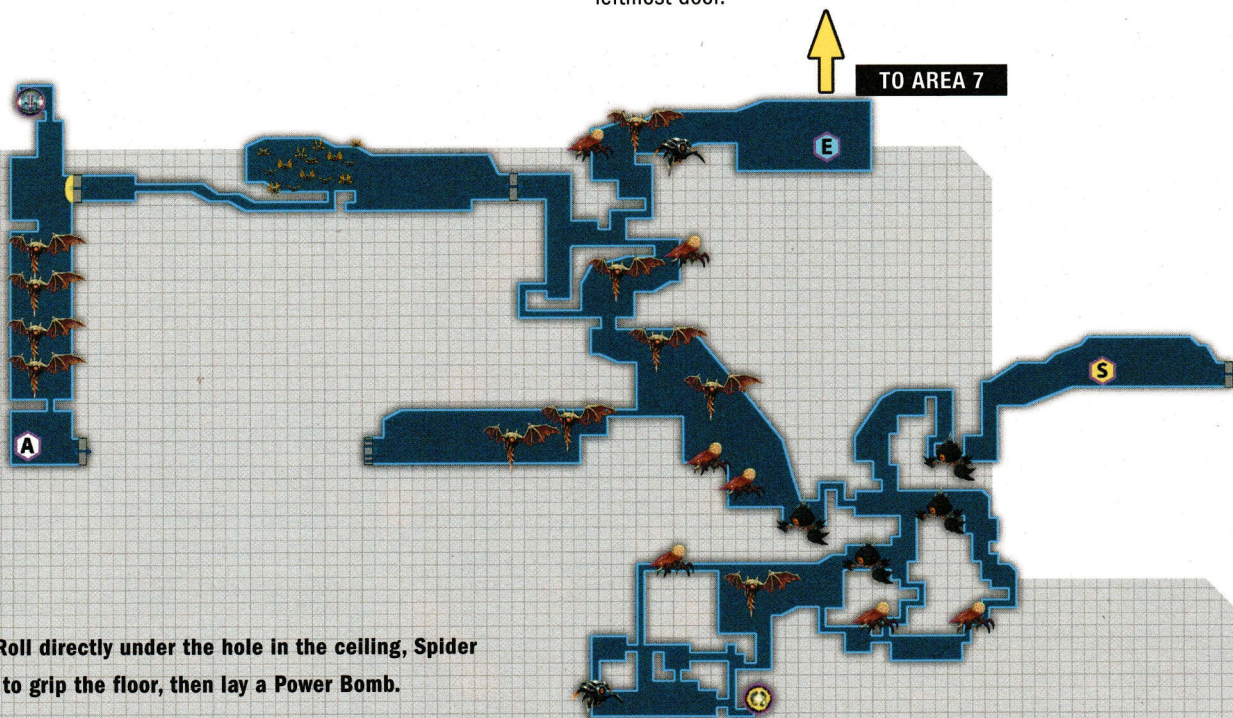 leftmost door.
TO AREA 7
E
S
A
Roll directly under the hole in the ceiling, Spider
to grip the floor, then lay a Power Bomb.